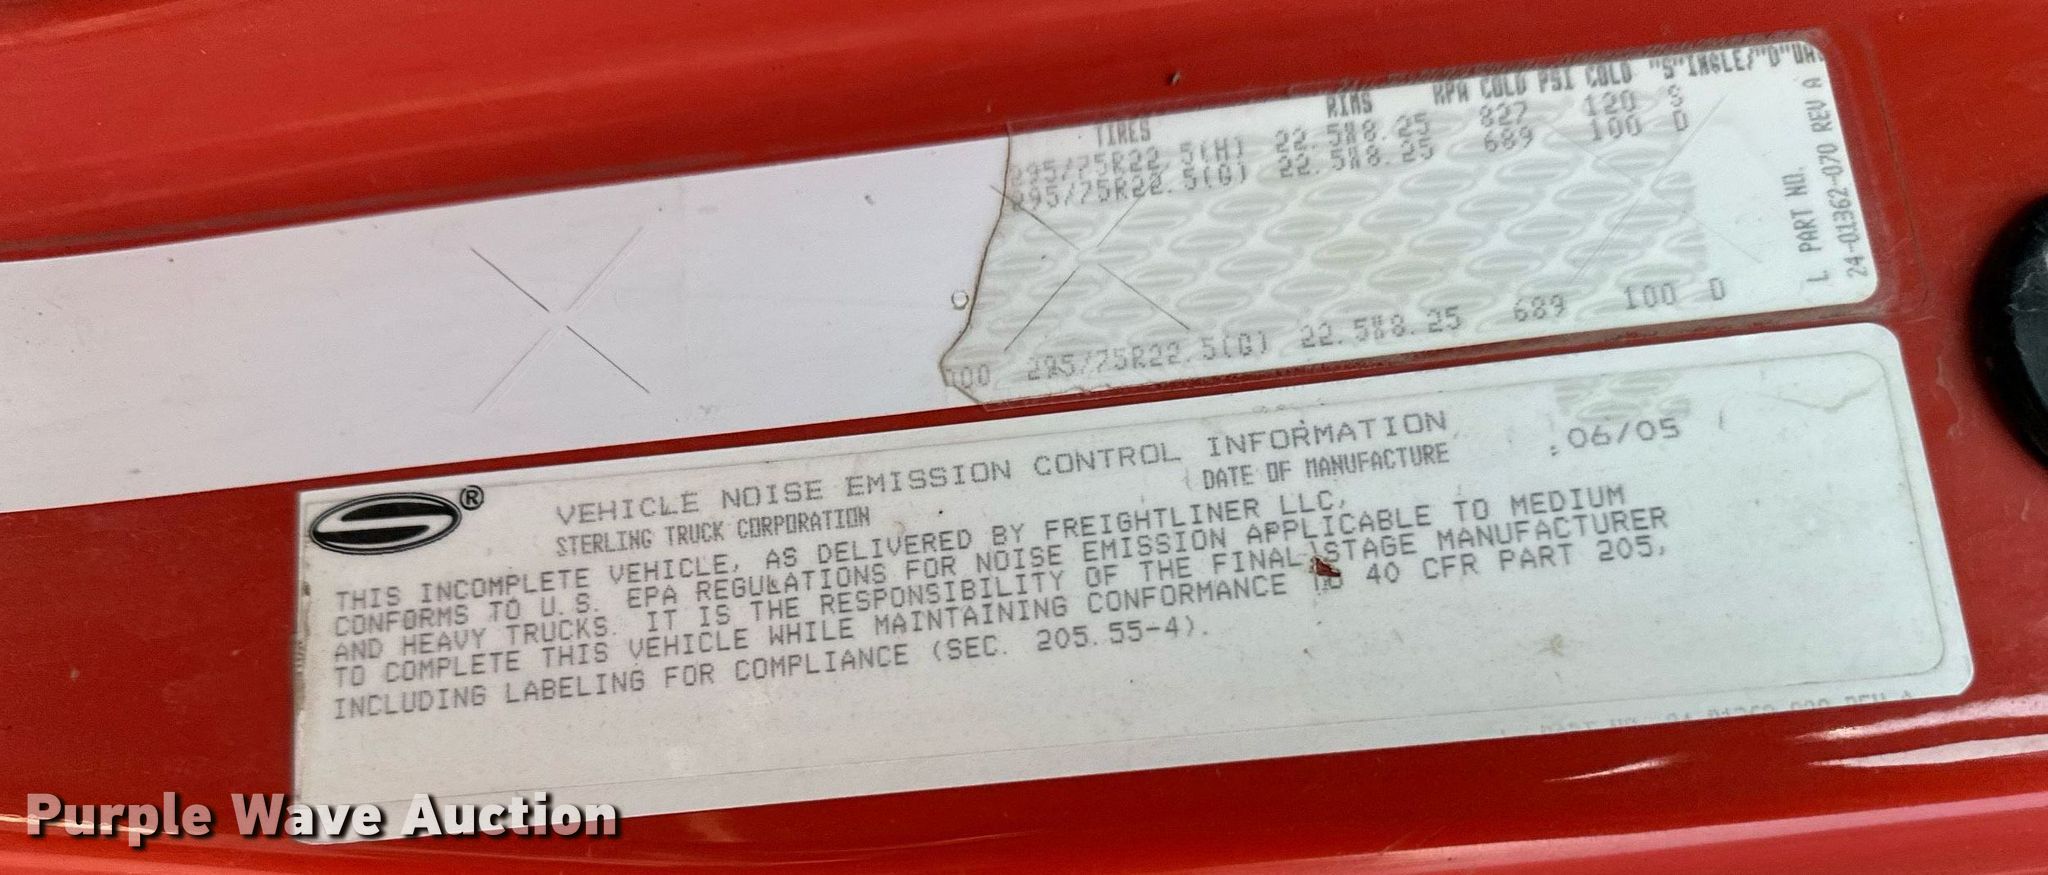 TIRES RIMS KPA COLD PSI COLD "S"INGLE/"D"UAL
295/75R22.5(H) 22.5X8.25 827 120 S
295/75R22.5(G) 22.5X8.25 689 100 D
100 295/75R22.5(G) 22.5X8.25 689 100 D
L PART NO.
24-01362-070 REV A
®
VEHICLE NOISE EMISSION CONTROL INFORMATION
STERLING TRUCK CORPORATION DATE OF MANUFACTURE : 06/05
THIS INCOMPLETE VEHICLE, AS DELIVERED BY FREIGHTLINER LLC,
CONFORMS TO U.S. EPA REGULATIONS FOR NOISE EMISSION APPLICABLE TO MEDIUM
AND HEAVY TRUCKS. IT IS THE RESPONSIBILITY OF THE FINAL STAGE MANUFACTURER
TO COMPLETE THIS VEHICLE WHILE MAINTAINING CONFORMANCE TO 40 CFR PART 205,
INCLUDING LABELING FOR COMPLIANCE (SEC. 205.55-4).
Purple Wave Auction